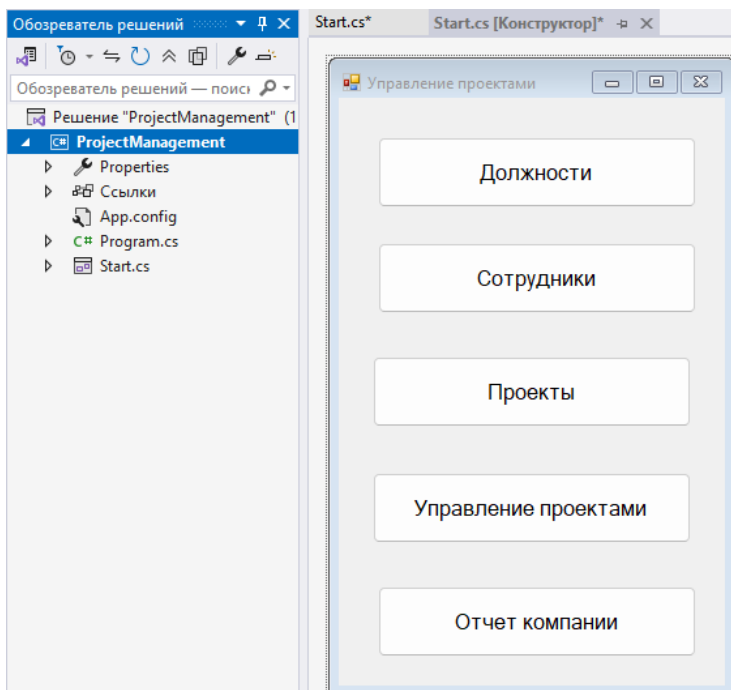 Обозреватель решений
Обозреватель решений — поиск
Решение "ProjectManagement" (1
C# ProjectManagement
Properties
Ссылки
App.config
C# Program.cs
Start.cs
Start.cs*
Start.cs [Конструктор]*
Управление проектами
Должности
Сотрудники
Проекты
Управление проектами
Отчет компании